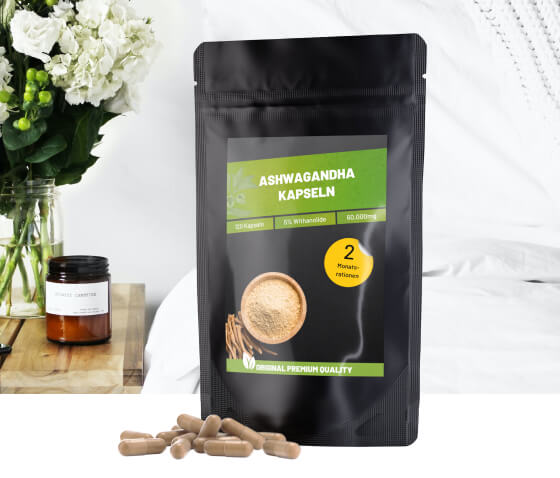 ASHWAGANDHA
KAPSELN
120 Kapseln
5% Withanolide
60.000mg
2
Monats-
rationen
ORIGINAL PREMIUM QUALITY